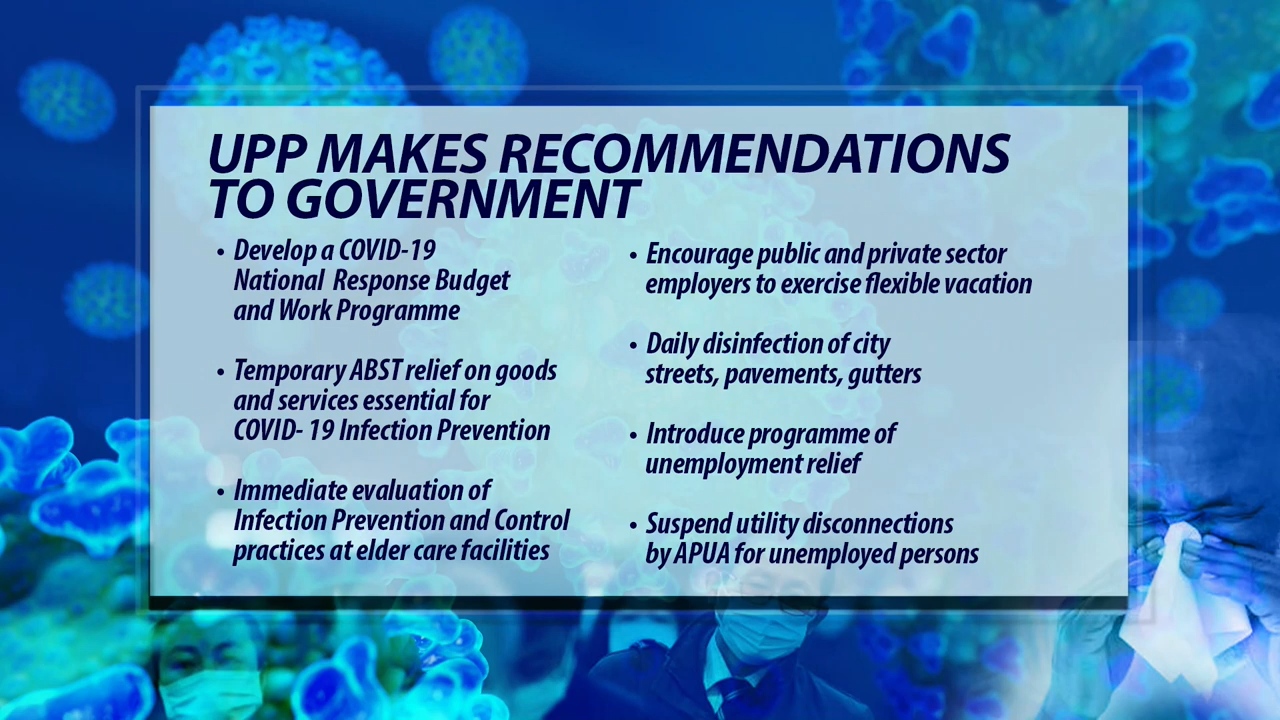 UPP MAKES RECOMMENDATIONS
TO GOVERNMENT
• Develop a COVID-19
National Response Budget
and Work Programme
• Temporary ABST relief on goods
and services essential for
COVID- 19 Infection Prevention
• Immediate evaluation of
Infection Prevention and Control
practices at elder care facilities
• Encourage public and private sector
employers to exercise flexible vacation
• Daily disinfection of city
streets, pavements, gutters
• Introduce programme of
unemployment relief
• Suspend utility disconnections
by APUA for unemployed persons